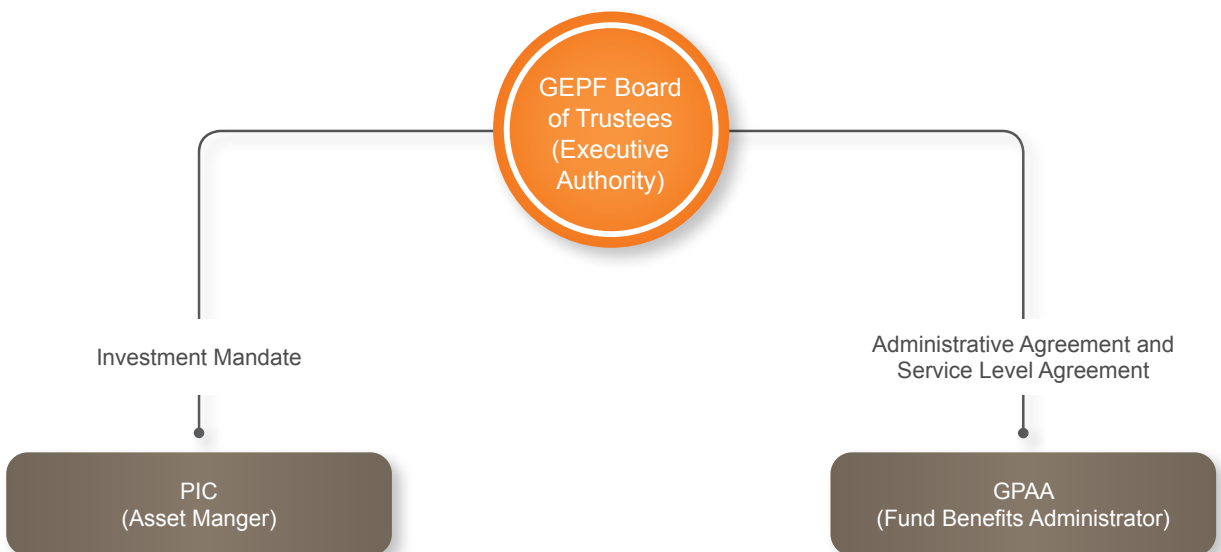 GEPF Board
of Trustees
(Executive
Authority)
Investment Mandate
Administrative Agreement and
Service Level Agreement
PIC
(Asset Manger)
GPAA
(Fund Benefits Administrator)